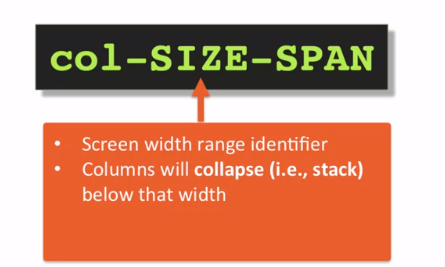 col-SIZE-SPAN
• Screen width range identifier
• Columns will collapse (i.e., stack)
below that width